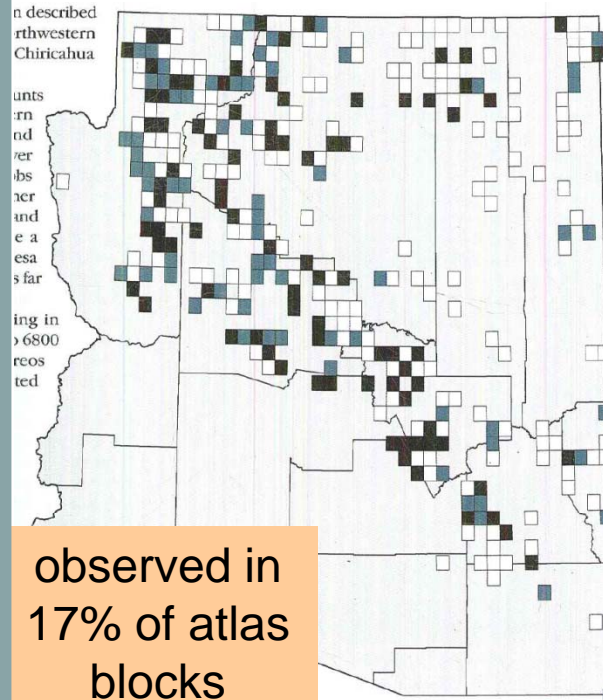 n described
rthwestern
Chiricahua
unts
rn
nd
ver
bs
her
and
e a
esa
s far
ing in
6800
reos
ted
observed in
17% of atlas
blocks